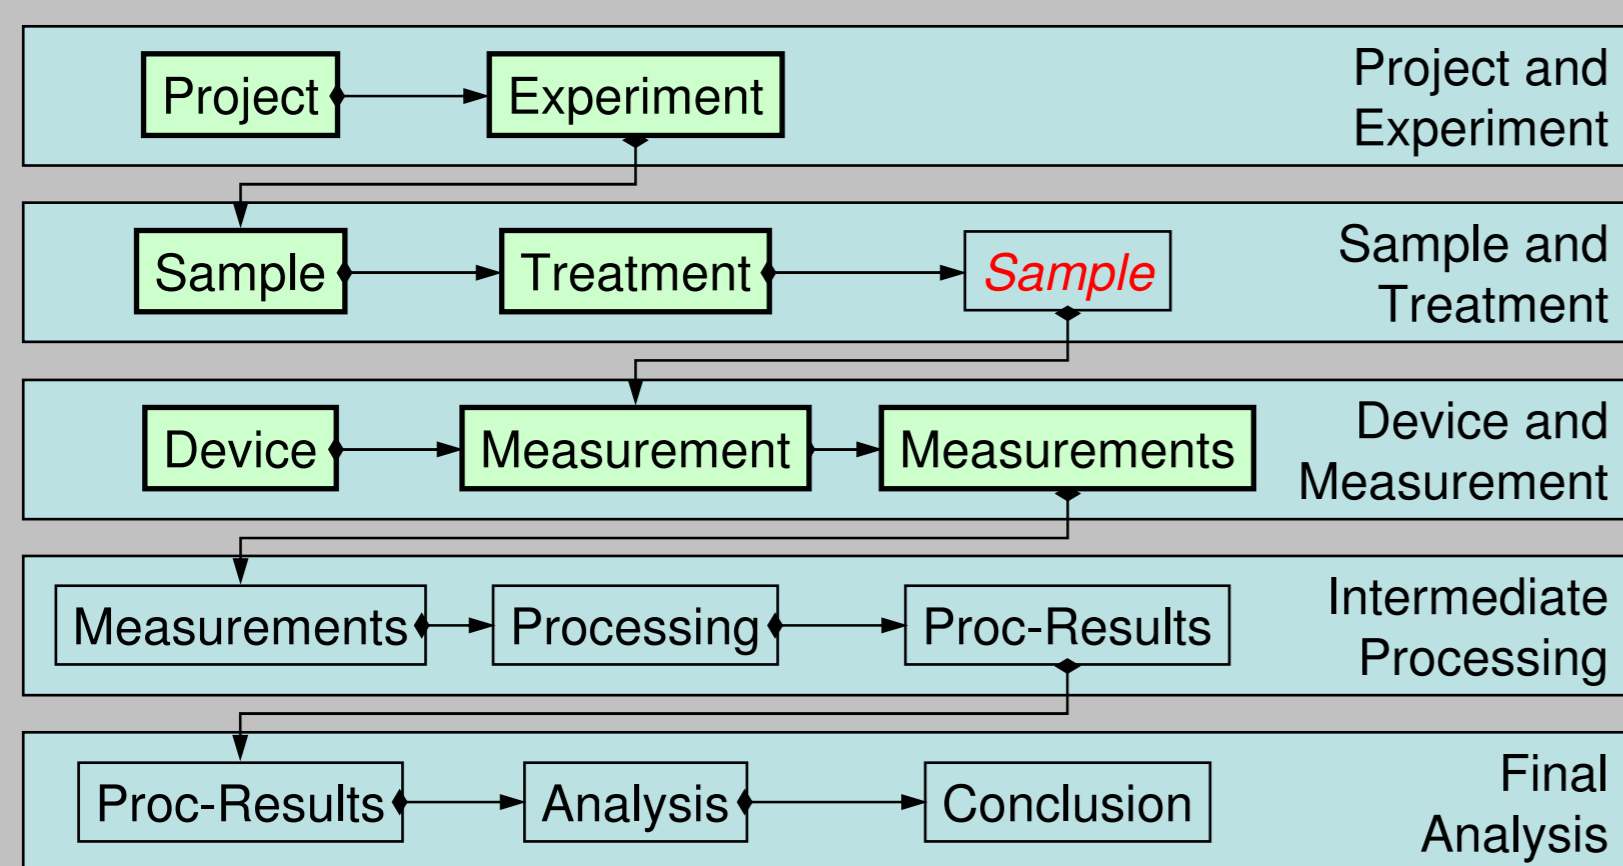 Project
Experiment
Project and
Experiment
Sample
Treatment
Sample
Sample and
Treatment
Device
Measurement
Measurements
Device and
Measurement
Measurements
Processing
Proc-Results
Intermediate
Processing
Proc-Results
Analysis
Conclusion
Final
Analysis